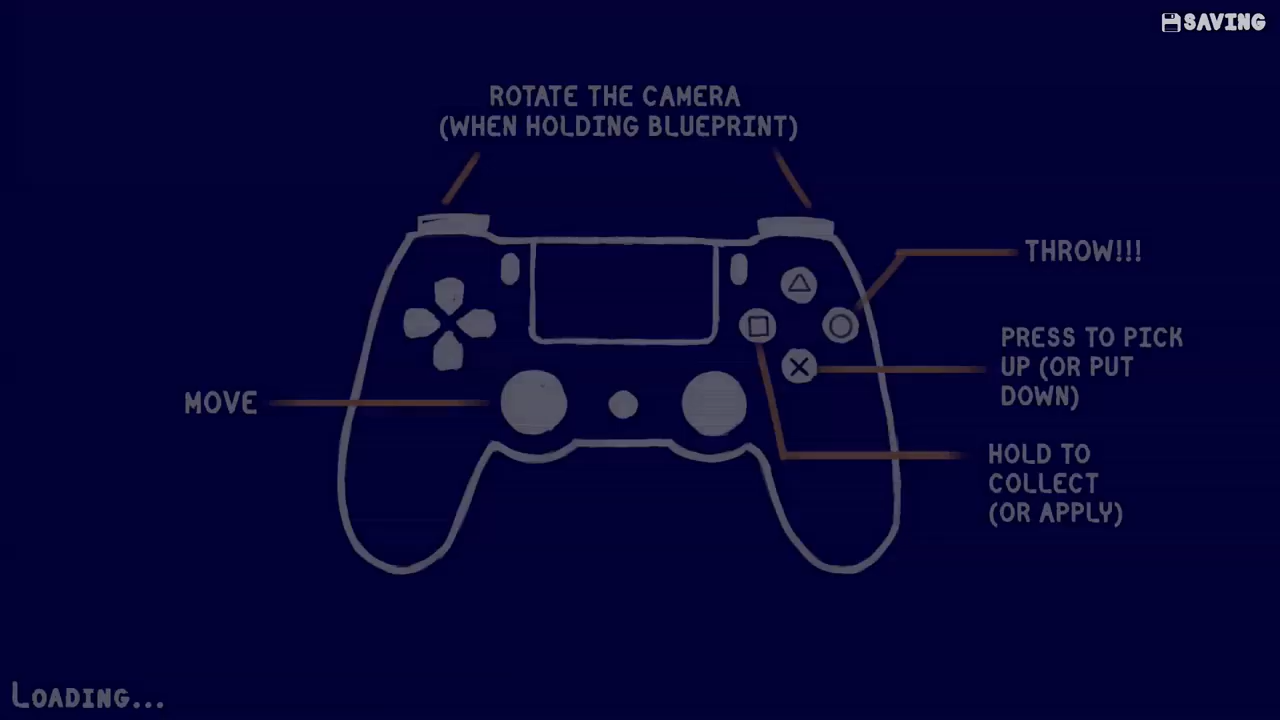 SAVING
ROTATE THE CAMERA
(WHEN HOLDING BLUEPRINT)
THROW!!!
PRESS TO PICK
UP (OR PUT
DOWN)
MOVE
HOLD TO
COLLECT
(OR APPLY)
LOADING...